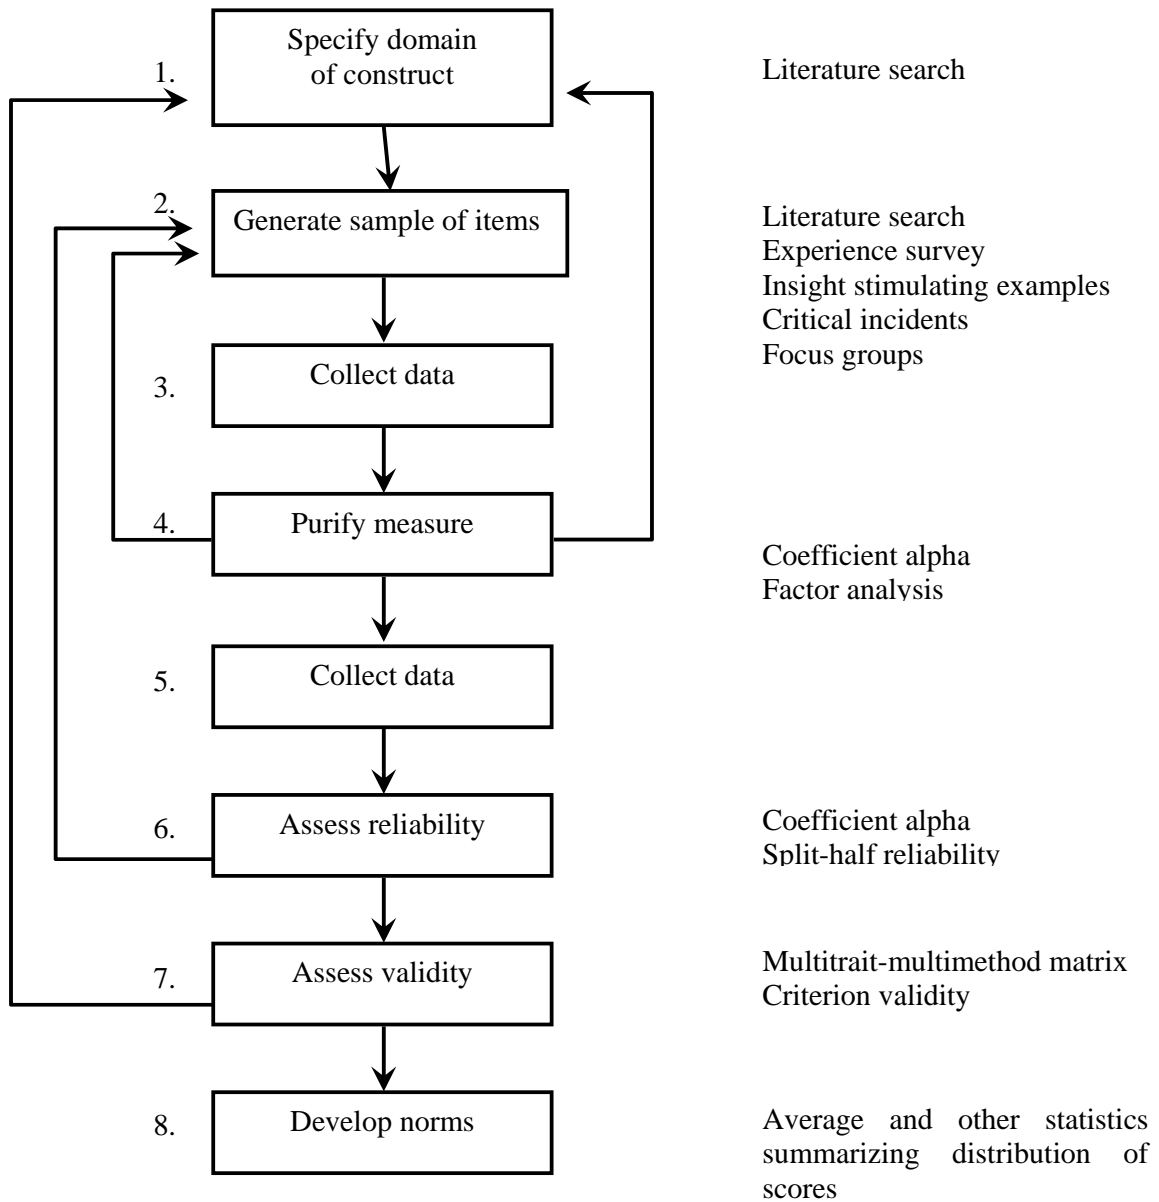 Specify domain
of construct
1.
Literature search
2.
Generate sample of items
Literature search
Experience survey
Insight stimulating examples
Critical incidents
Focus groups
3.
Collect data
4.
Purify measure
Coefficient alpha
Factor analysis
5.
Collect data
6.
Assess reliability
Coefficient alpha
Split-half reliability
7.
Assess validity
Multitrait-multimethod matrix
Criterion validity
8.
Develop norms
Average and other statistics
summarizing distribution of
scores